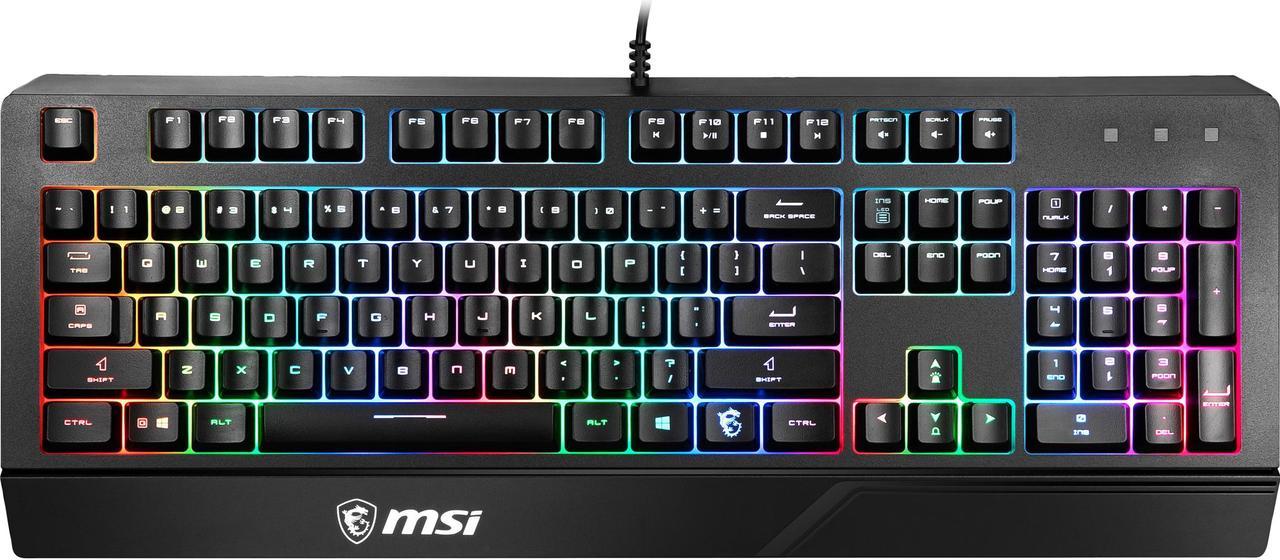 ESC F1 F2 F3 F4 F5 F6 F7 F8 F9 F10 F11 F12 PRTSCN SCRLK PAUSE
~ ` ! 1 @ 2 # 3 $ 4 % 5 ^ 6 & 7 * 8 ( 9 ) 0 _ - + = BACK SPACE INS LED HOME PGUP 1 NUMLK / * -
TAB Q W E R T Y U I O P { [ } ] | \ DEL END PGDN 7 HOME 8 9 PGUP +
CAPS A S D F G H J K L : ; " ' ENTER 4 5 6
SHIFT Z X C V B N M < , > . ? / SHIFT 1 END 2 3 PGDN ENTER
CTRL ALT ALT CTRL 0 INS . DEL
msi